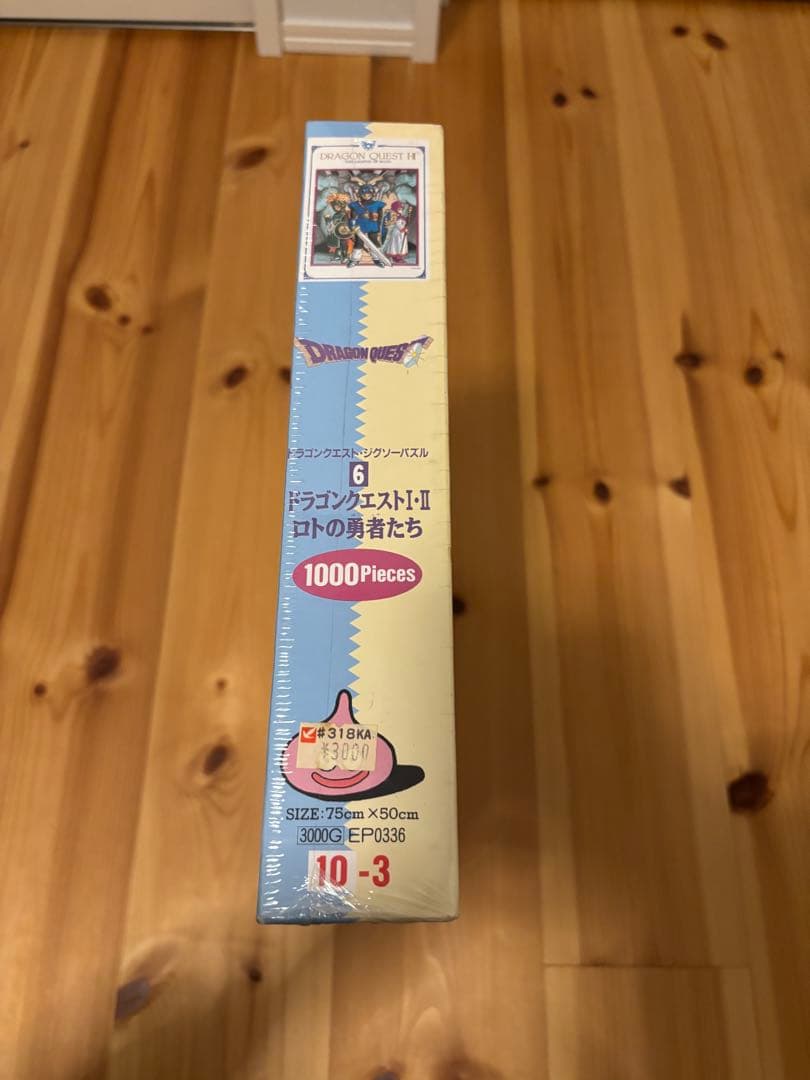 DRAGON QUEST I・II
DRAGON QUEST
ドラゴンクエスト・ジグソーパズル
6
ドラゴンクエストI・II
ロトの勇者たち
1000Pieces
#318KA
¥3000
SIZE:75cm×50cm
3000G EP0336
10-3